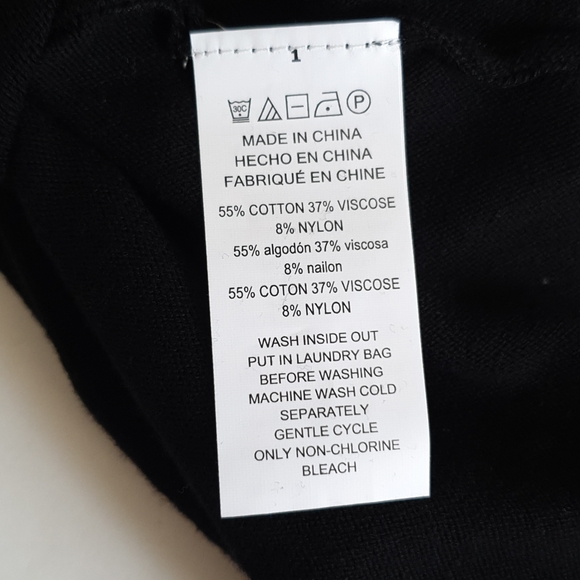 1
30C P
MADE IN CHINA
HECHO EN CHINA
FABRIQUÉ EN CHINE
55% COTTON 37% VISCOSE
8% NYLON
55% algodón 37% viscosa
8% nailon
55% COTON 37% VISCOSE
8% NYLON
WASH INSIDE OUT
PUT IN LAUNDRY BAG
BEFORE WASHING
MACHINE WASH COLD
SEPARATELY
GENTLE CYCLE
ONLY NON-CHLORINE
BLEACH